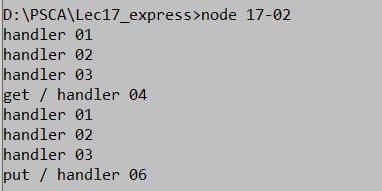 D:\PSCA\Lec17_express>node 17-02
handler 01
handler 02
handler 03
get / handler 04
handler 01
handler 02
handler 03
put / handler 06